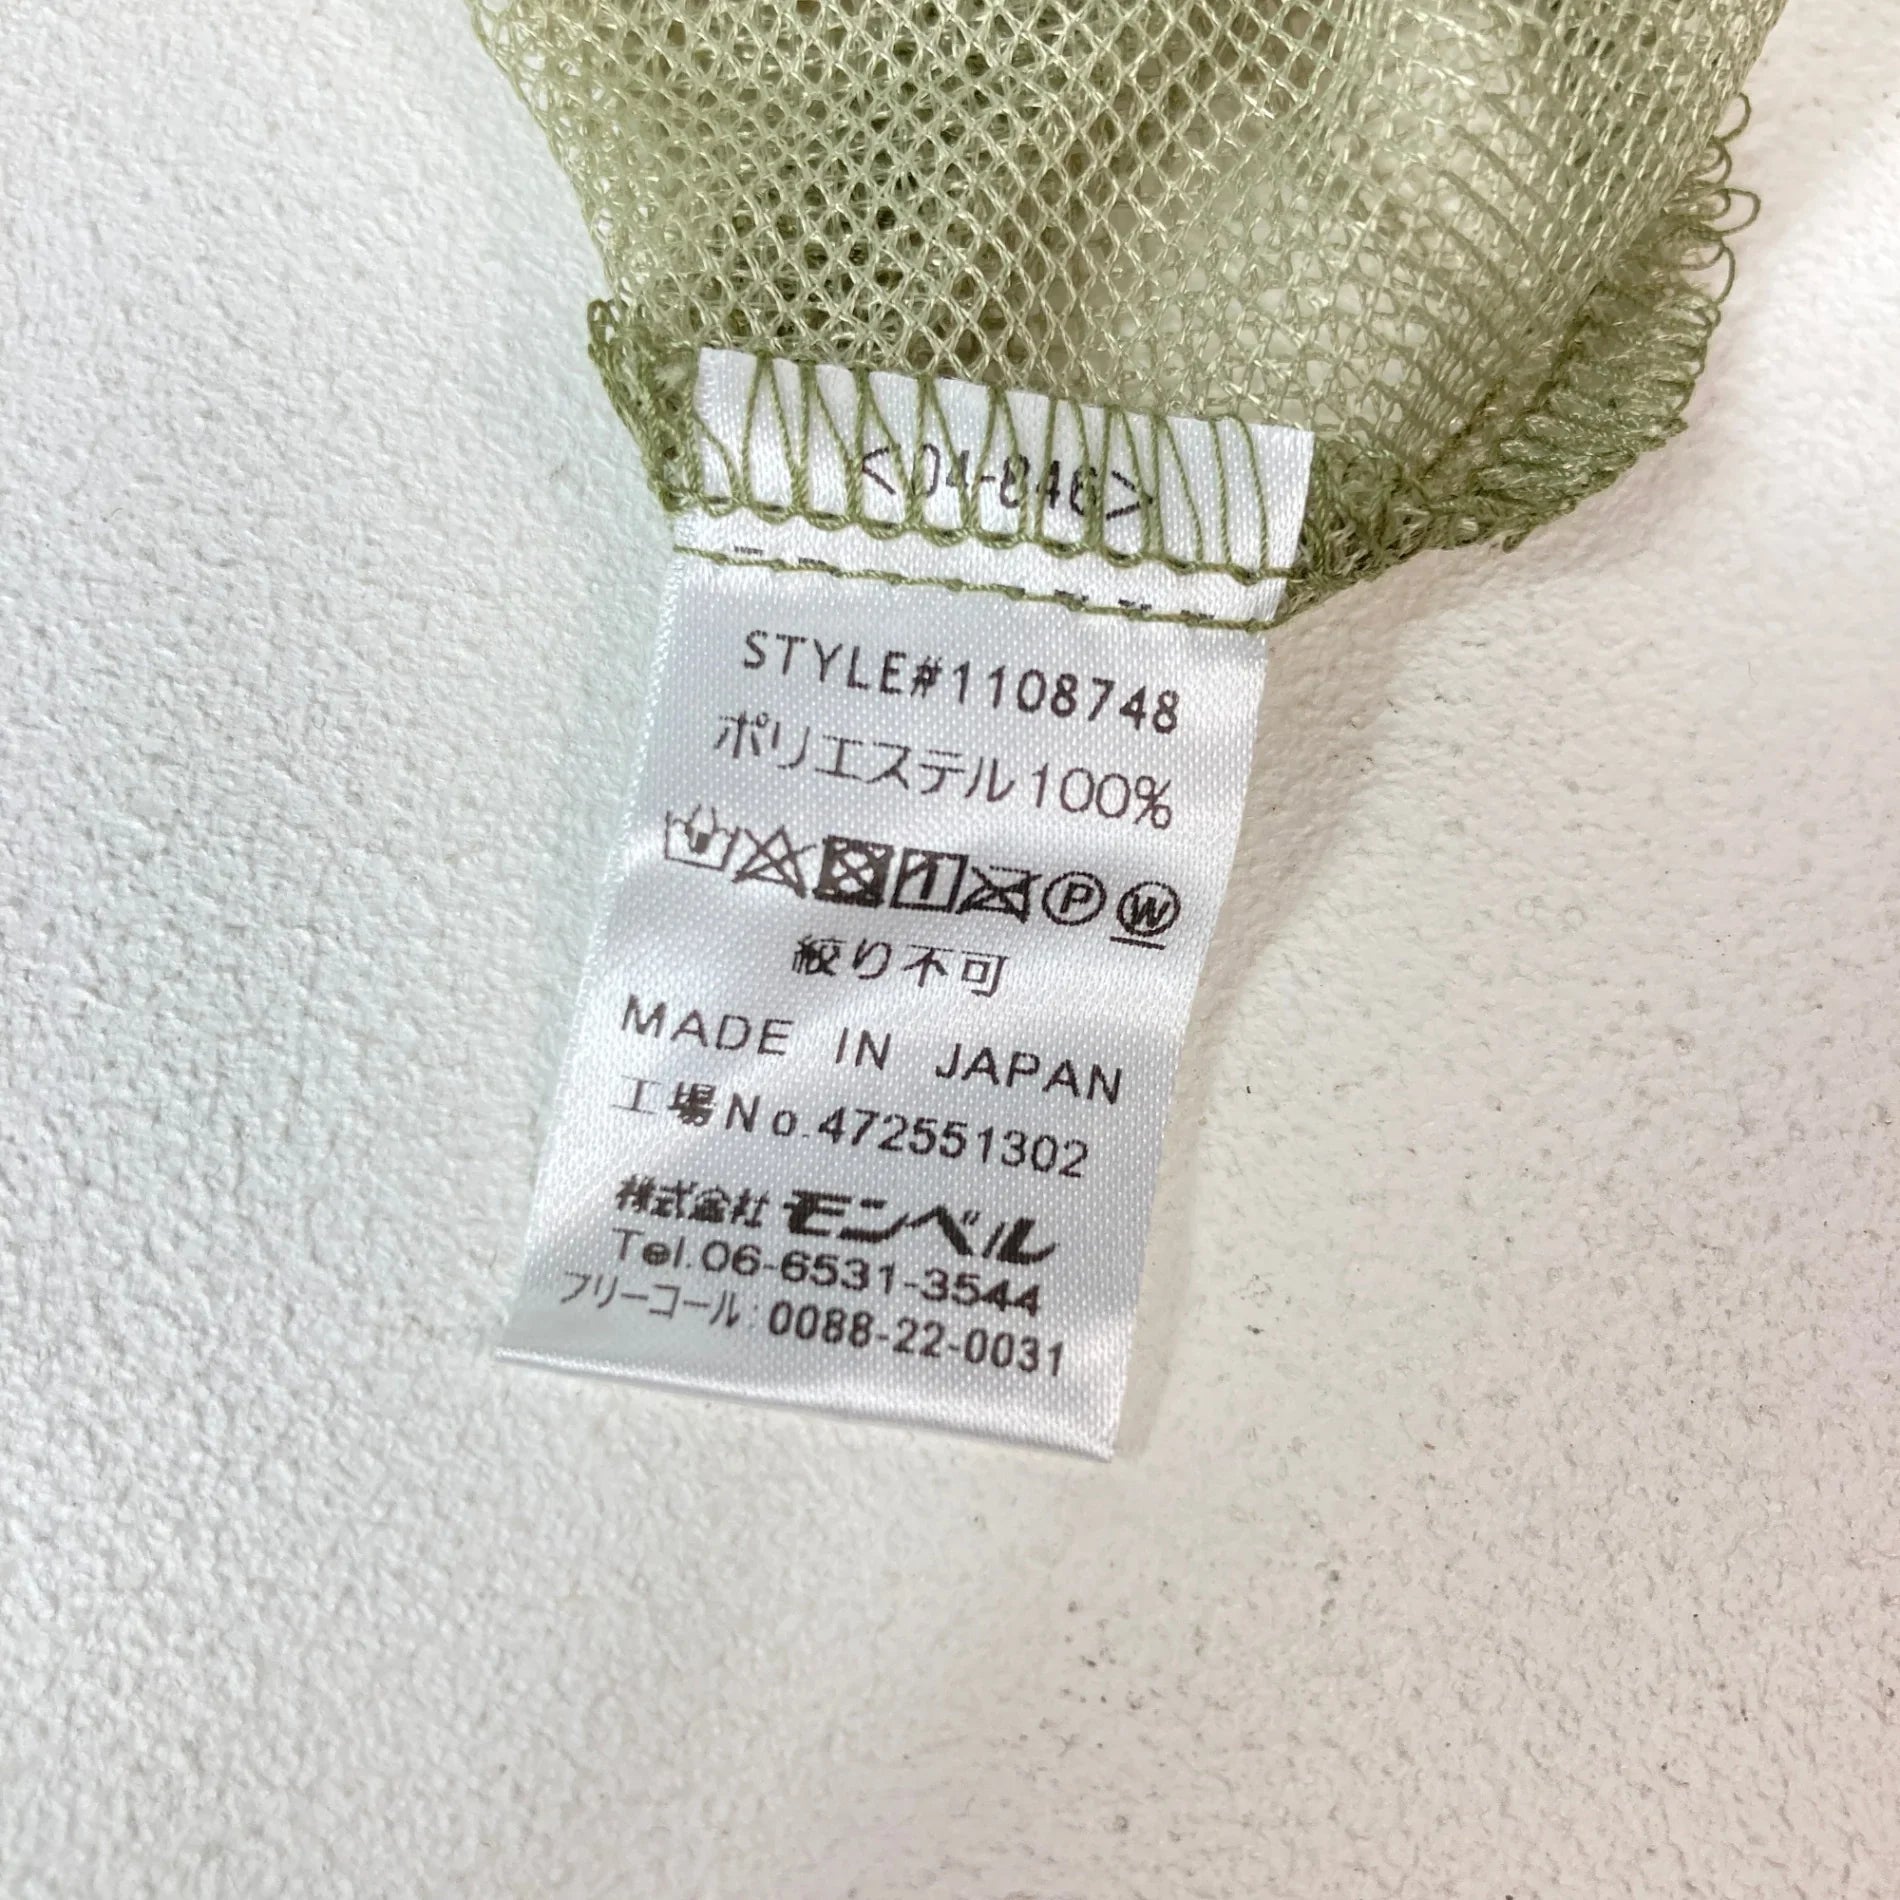 <04-846>
STYLE#1108748
ポリエステル100%
P W
絞り不可
MADE IN JAPAN
工場No.472551302
株式会社モンベル
Tel.06-6531-3544
フリーコール:0088-22-0031